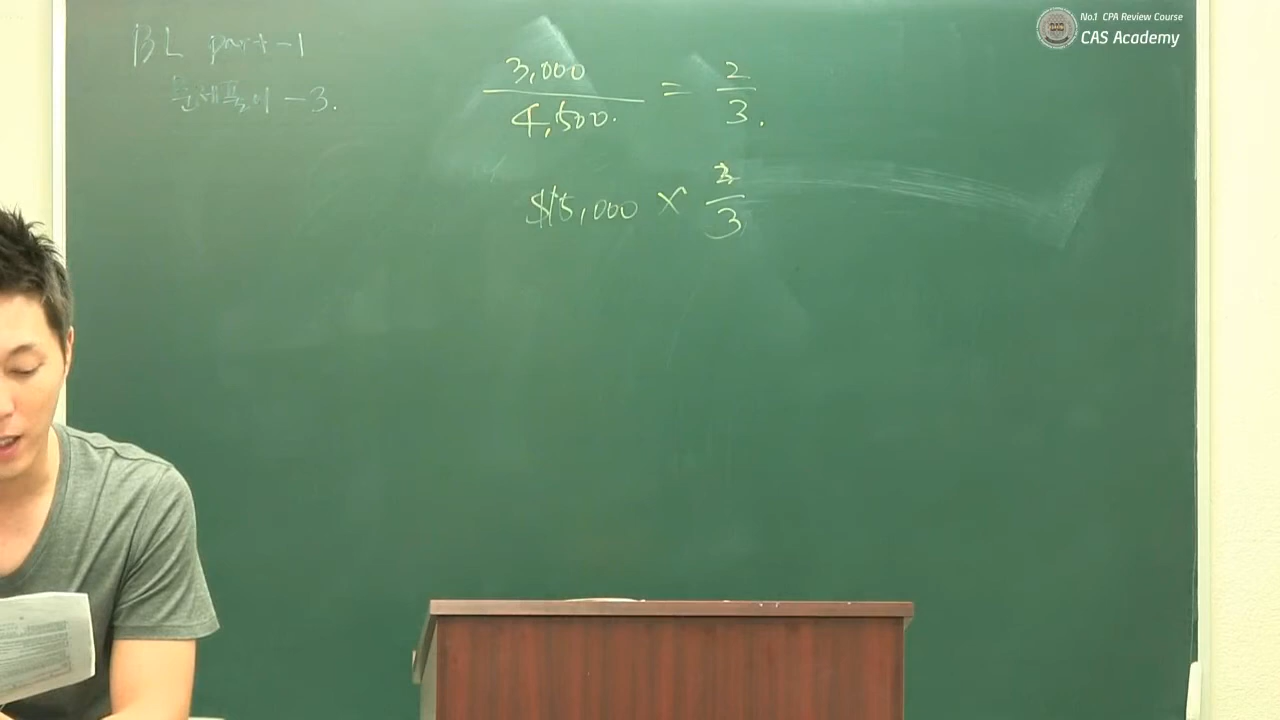 No.1 CPA Review Course
CAS Academy
BL part-1
문제풀이 -3.
3,000 / 4,500. = 2 / 3.
$15,000 × 2 / 3